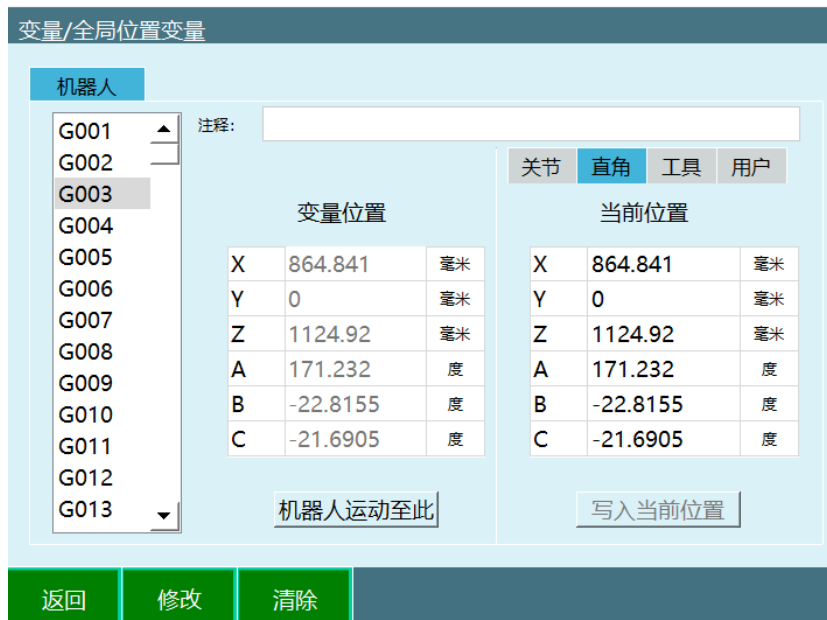 变量/全局位置变量
机器人
G001
G002
G003
G004
G005
G006
G007
G008
G009
G010
G011
G012
G013
注释:
关节 直角 工具 用户
变量位置
X 864.841 毫米
Y 0 毫米
Z 1124.92 毫米
A 171.232 度
B -22.8155 度
C -21.6905 度
机器人运动至此
当前位置
X 864.841 毫米
Y 0 毫米
Z 1124.92 毫米
A 171.232 度
B -22.8155 度
C -21.6905 度
写入当前位置
返回 修改 清除